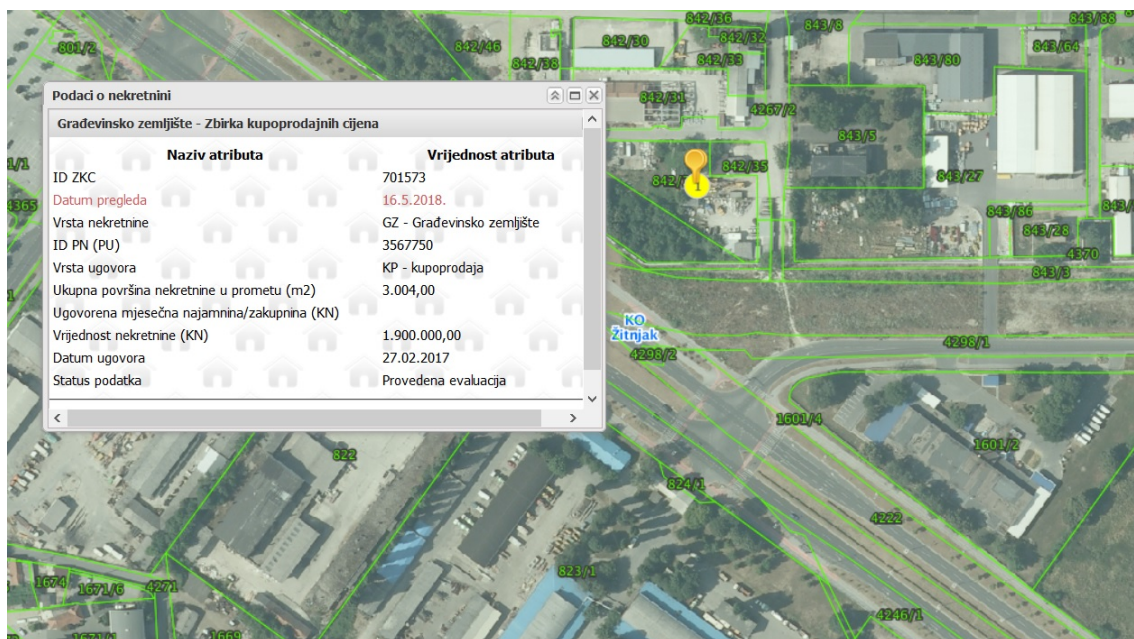 842/36
843/8
843/88
801/2
842/46
842/30
842/32
843/64
842/38
842/33
843/80
Podaci o nekretnini
Građevinsko zemljište - Zbirka kupoprodajnih cijena
Naziv atributa Vrijednost atributa
ID ZKC 701573
Datum pregleda 16.5.2018.
Vrsta nekretnine GZ - Građevinsko zemljište
ID PN (PU) 3567750
Vrsta ugovora KP - kupoprodaja
Ukupna površina nekretnine u prometu (m2) 3.004,00
Ugovorena mjesečna najamnina/zakupnina (KN)
Vrijednost nekretnine (KN) 1.900.000,00
Datum ugovora 27.02.2017
Status podatka Provedena evaluacija
842/31
4267/2
843/5
1/1
842/35
1
843/27
4365
843/86
843/28
4370
843/3
KO
Žitnjak
4298/1
4298/2
1601/4
1601/2
822
824/1
4222
823/1
1674
1671/6
4271
4246/1
1671/1
1669